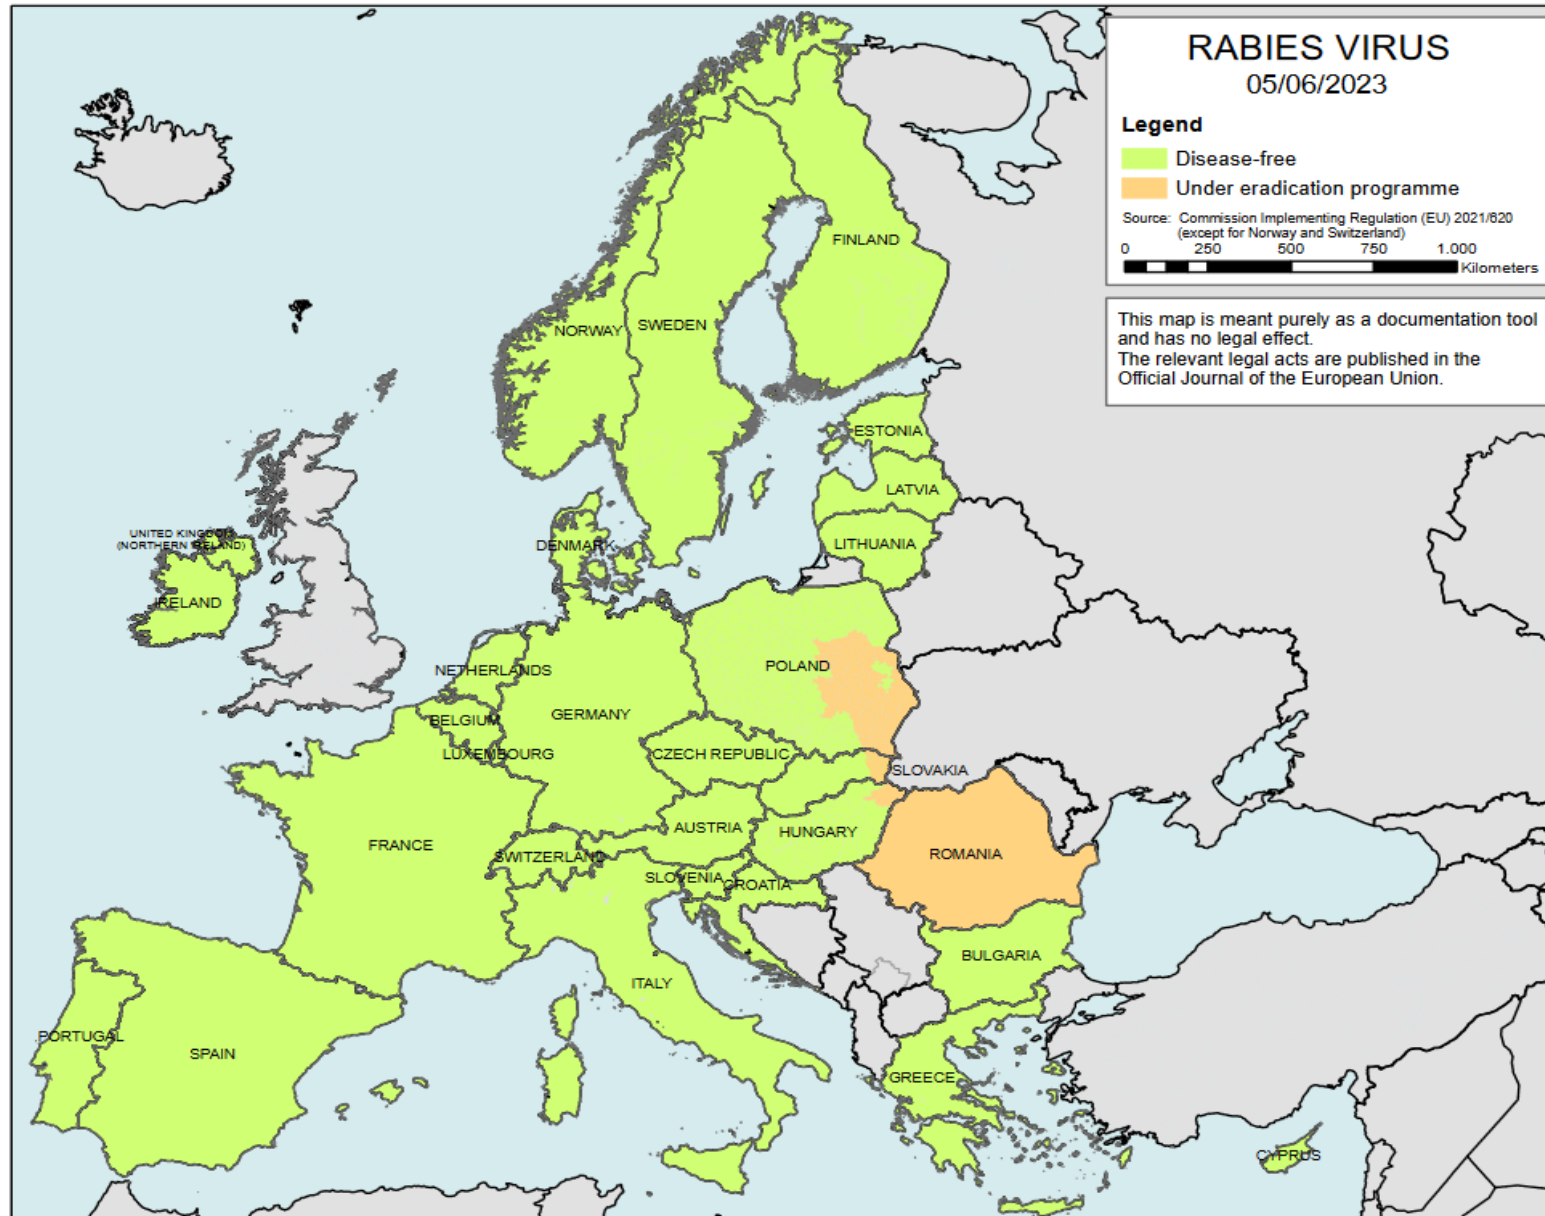 RABIES VIRUS
05/06/2023
Legend
Disease-free
Under eradication programme
Source: Commission Implementing Regulation (EU) 2021/620
(except for Norway and Switzerland)
0 250 500 750 1.000
Kilometers
This map is meant purely as a documentation tool
and has no legal effect.
The relevant legal acts are published in the
Official Journal of the European Union.
FINLAND
NORWAY
SWEDEN
ESTONIA
LATVIA
UNITED KINGDOM
(NORTHERN IRELAND)
DENMARK
LITHUANIA
IRELAND
NETHERLANDS
POLAND
BELGIUM
GERMANY
LUXEMBOURG
CZECH REPUBLIC
SLOVAKIA
FRANCE
AUSTRIA
HUNGARY
SWITZERLAND
ROMANIA
SLOVENIA
CROATIA
BULGARIA
ITALY
PORTUGAL
SPAIN
GREECE
CYPRUS